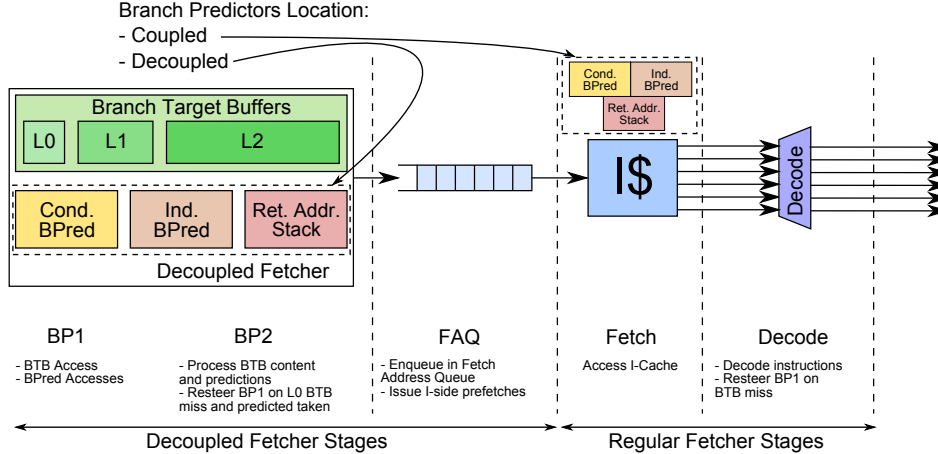 Branch Predictors Location:
- Coupled
- Decoupled
Branch Target Buffers
L0
L1
L2
Cond.
BPred
Ind.
BPred
Ret. Addr.
Stack
Decoupled Fetcher
Cond.
BPred
Ind.
BPred
Ret. Addr.
Stack
I$
Decode
BP1
- BTB Access
- BPred Accesses
BP2
- Process BTB content
and predictions
- Resteer BP1 on L0 BTB
miss and predicted taken
FAQ
- Enqueue in Fetch
Address Queue
- Issue I-side prefetches
Fetch
Access I-Cache
Decode
- Decode instructions
- Resteer BP1 on
BTB miss
Decoupled Fetcher Stages
Regular Fetcher Stages